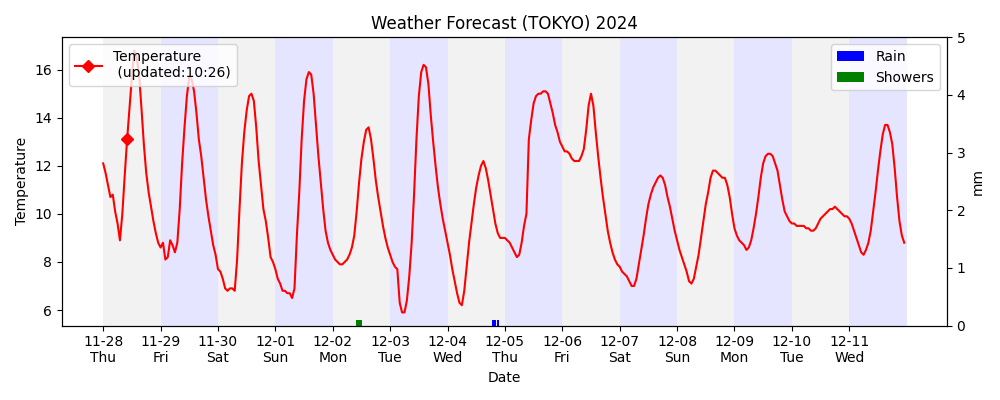 Weather Forecast (TOKYO) 2024
Temperature
(updated:10:26)
Rain
Showers
Temperature
16
14
12
10
8
6
5
4
3
2
1
0
mm
11-28 11-29 11-30 12-01 12-02 12-03 12-04 12-05 12-06 12-07 12-08 12-09 12-10 12-11
Thu Fri Sat Sun Mon Tue Wed Thu Fri Sat Sun Mon Tue Wed
Date